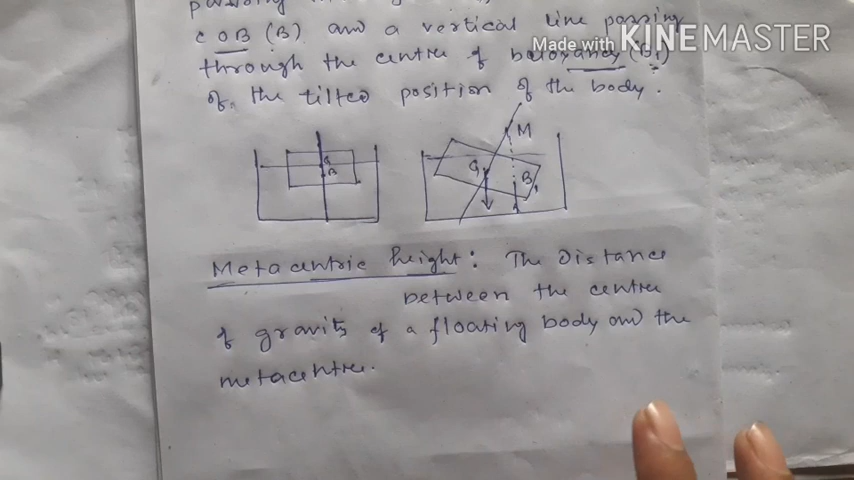 passing
COB (B) and a vertical line passing
Made with KINEMASTER
through the centre of buoyancy (B1)
of the tilted position of the body.
M
G
B
G
B1
Metacentric height: The Distance
between the centre
of gravity of a floating body and the
metacentre.